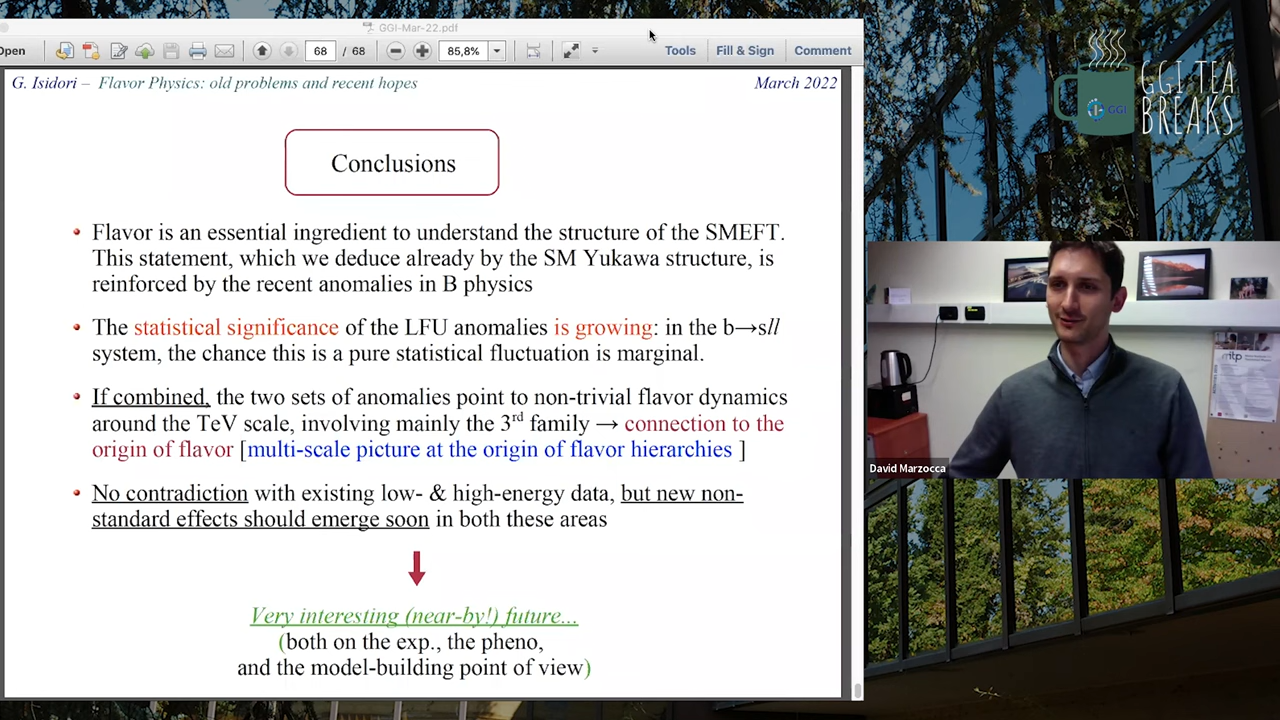 GGI-Mar-22.pdf
Open
68 / 68
85,8%
Tools
Fill & Sign
Comment
G. Isidori – Flavor Physics: old problems and recent hopes
March 2022
Conclusions
• Flavor is an essential ingredient to understand the structure of the SMEFT.
This statement, which we deduce already by the SM Yukawa structure, is
reinforced by the recent anomalies in B physics
• The statistical significance of the LFU anomalies is growing: in the b→sll
system, the chance this is a pure statistical fluctuation is marginal.
• If combined, the two sets of anomalies point to non-trivial flavor dynamics
around the TeV scale, involving mainly the 3rd family → connection to the
origin of flavor [multi-scale picture at the origin of flavor hierarchies ]
• No contradiction with existing low- & high-energy data, but new non-
standard effects should emerge soon in both these areas
Very interesting (near-by!) future...
(both on the exp., the pheno,
and the model-building point of view)
GGI
GGI TEA
BREAKS
mitp
David Marzocca